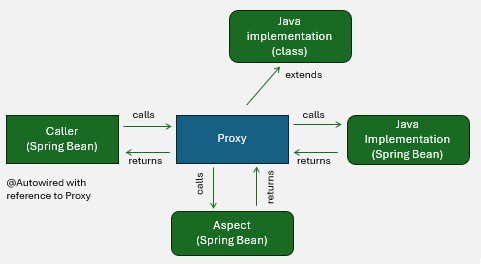 Java
implementation
(class)
extends
calls
calls
Caller
(Spring Bean)
Proxy
Java
Implementation
(Spring Bean)
returns
returns
@Autowired with
reference to Proxy
calls
returns
Aspect
(Spring Bean)